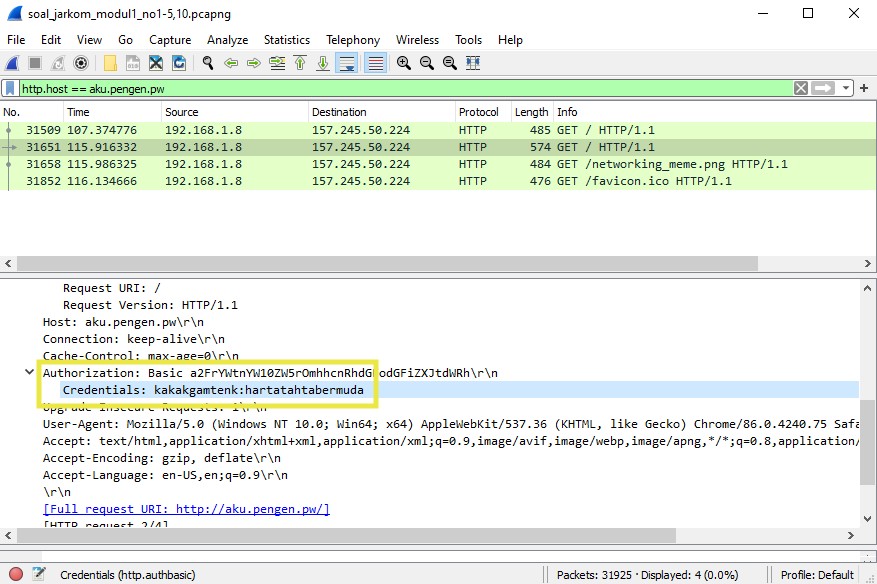 soal_jarkom_modul1_no1-5,10.pcapng
File Edit View Go Capture Analyze Statistics Telephony Wireless Tools Help
http.host == aku.pengen.pw
No. Time Source Destination Protocol Length Info
31509 107.374776 192.168.1.8 157.245.50.224 HTTP 485 GET / HTTP/1.1
31651 115.916332 192.168.1.8 157.245.50.224 HTTP 574 GET / HTTP/1.1
31658 115.986325 192.168.1.8 157.245.50.224 HTTP 484 GET /networking_meme.png HTTP/1.1
31852 116.134666 192.168.1.8 157.245.50.224 HTTP 476 GET /favicon.ico HTTP/1.1
Request URI: /
Request Version: HTTP/1.1
Host: aku.pengen.pw\r\n
Connection: keep-alive\r\n
Cache-Control: max-age=0\r\n
Authorization: Basic
Credentials: kakakgamtenk:hartatahtabermuda
Upgrade-Insecure-Requests: 1\r\n
User-Agent: Mozilla/5.0 (Windows NT 10.0; Win64; x64) AppleWebKit/537.36 (KHTML, like Gecko) Chrome/86.0.4240.75 Safa
Accept: text/html,application/xhtml+xml,application/xml;q=0.9,image/avif,image/webp,image/apng,*/*;q=0.8,application/
Accept-Encoding: gzip, deflate\r\n
Accept-Language: en-US,en;q=0.9\r\n
\r\n
[Full request URI: http://aku.pengen.pw/]
[HTTP request 2/4]
Credentials (http.authbasic)
Packets: 31925 · Displayed: 4 (0.0%)
Profile: Default